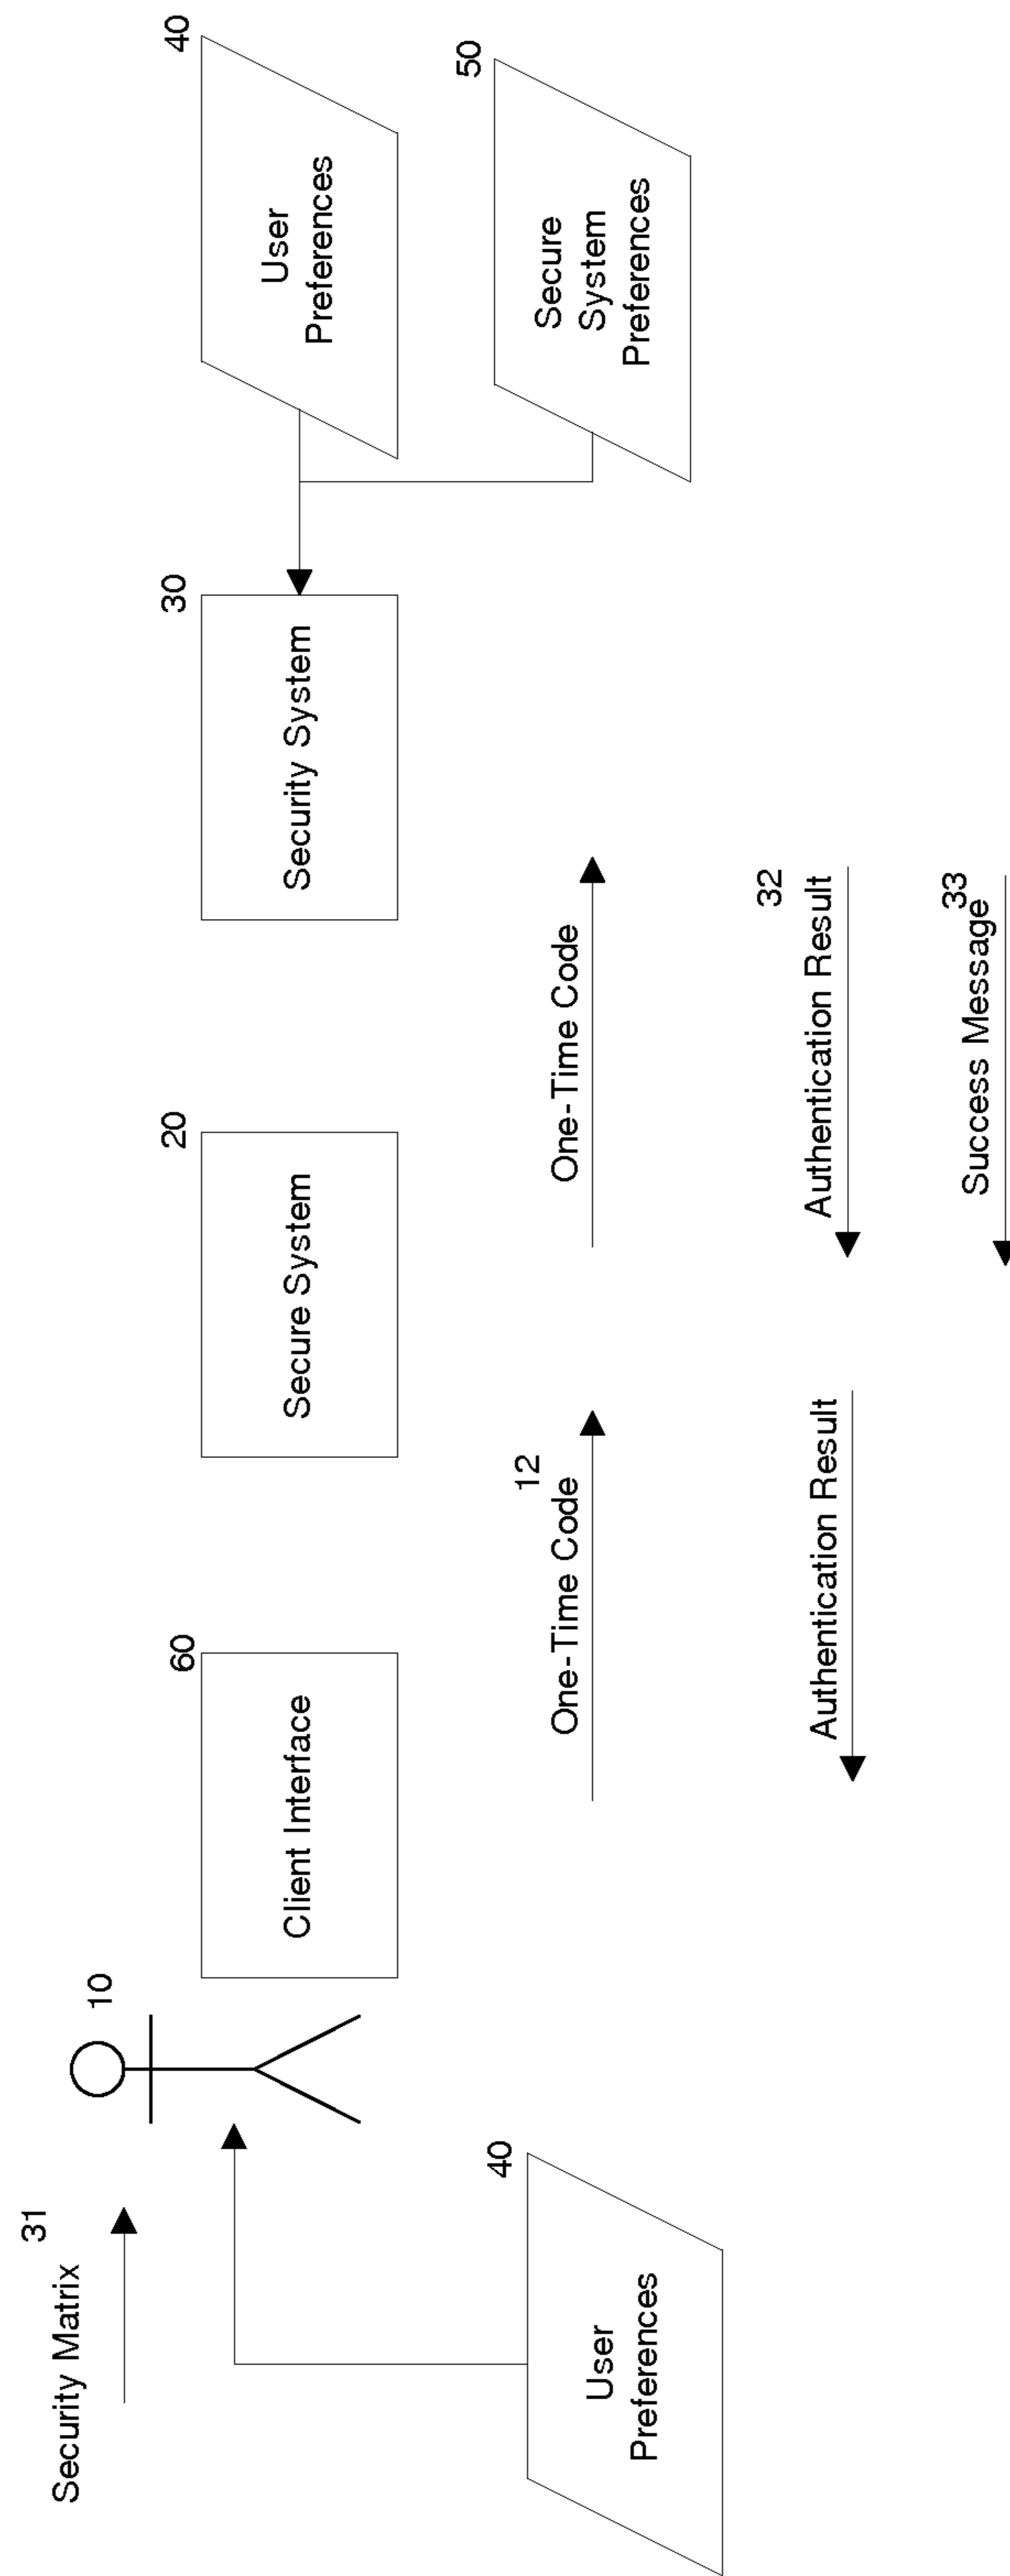 Security Matrix
31
10
60
Client Interface
20
Secure System
30
Security System
40
User
Preferences
50
Secure
System
Preferences
40
User
Preferences
12
One-Time Code
One-Time Code
Authentication Result
32
Authentication Result
33
Success Message